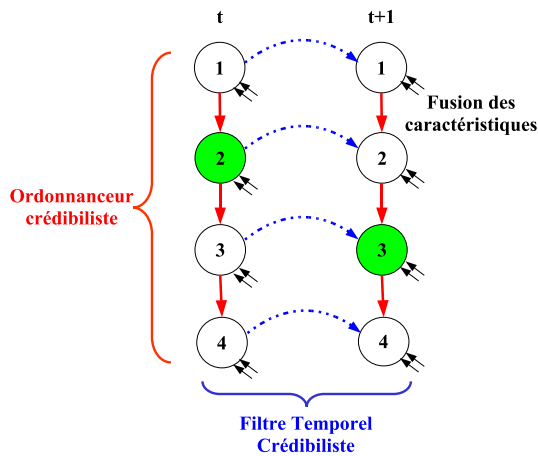 t t+1
1 1
Fusion des
caractéristiques
2 2
Ordonnanceur
crédibiliste
3 3
4 4
Filtre Temporel
Crédibiliste